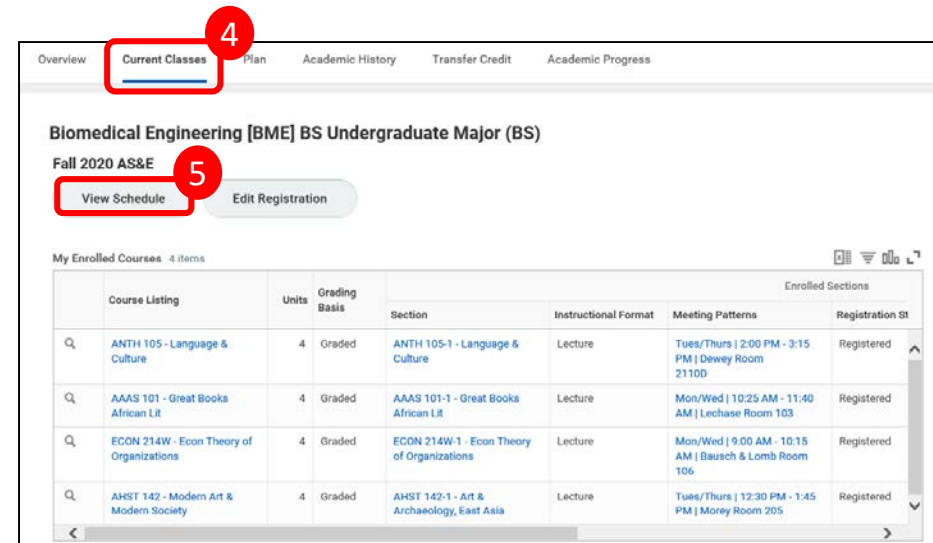 4
Overview Current Classes Plan Academic History Transfer Credit Academic Progress
Biomedical Engineering [BME] BS Undergraduate Major (BS)
Fall 2020 AS&E
5
View Schedule Edit Registration
My Enrolled Courses 4 items
Enrolled Sections
Course Listing Units Grading
Basis
Section Instructional Format Meeting Patterns Registration St
ANTH 105 - Language & 4 Graded ANTH 105-1 - Language & Lecture Tues/Thurs | 2:00 PM - 3:15 Registered
Culture Culture PM | Dewey Room
2110D
AAAS 101 - Great Books 4 Graded AAAS 101-1 - Great Books Lecture Mon/Wed | 10:25 AM - 11:40 Registered
African Lit African Lit AM | Lechase Room 103
ECON 214W - Econ Theory of 4 Graded ECON 214W-1 - Econ Theory Lecture Mon/Wed | 9:00 AM - 10:15 Registered
Organizations of Organizations AM | Bausch & Lomb Room
106
AHST 142 - Modern Art & 4 Graded AHST 142-1 - Art & Lecture Tues/Thurs | 12:30 PM - 1:45 Registered
Modern Society Archaeology, East Asia PM | Morey Room 205